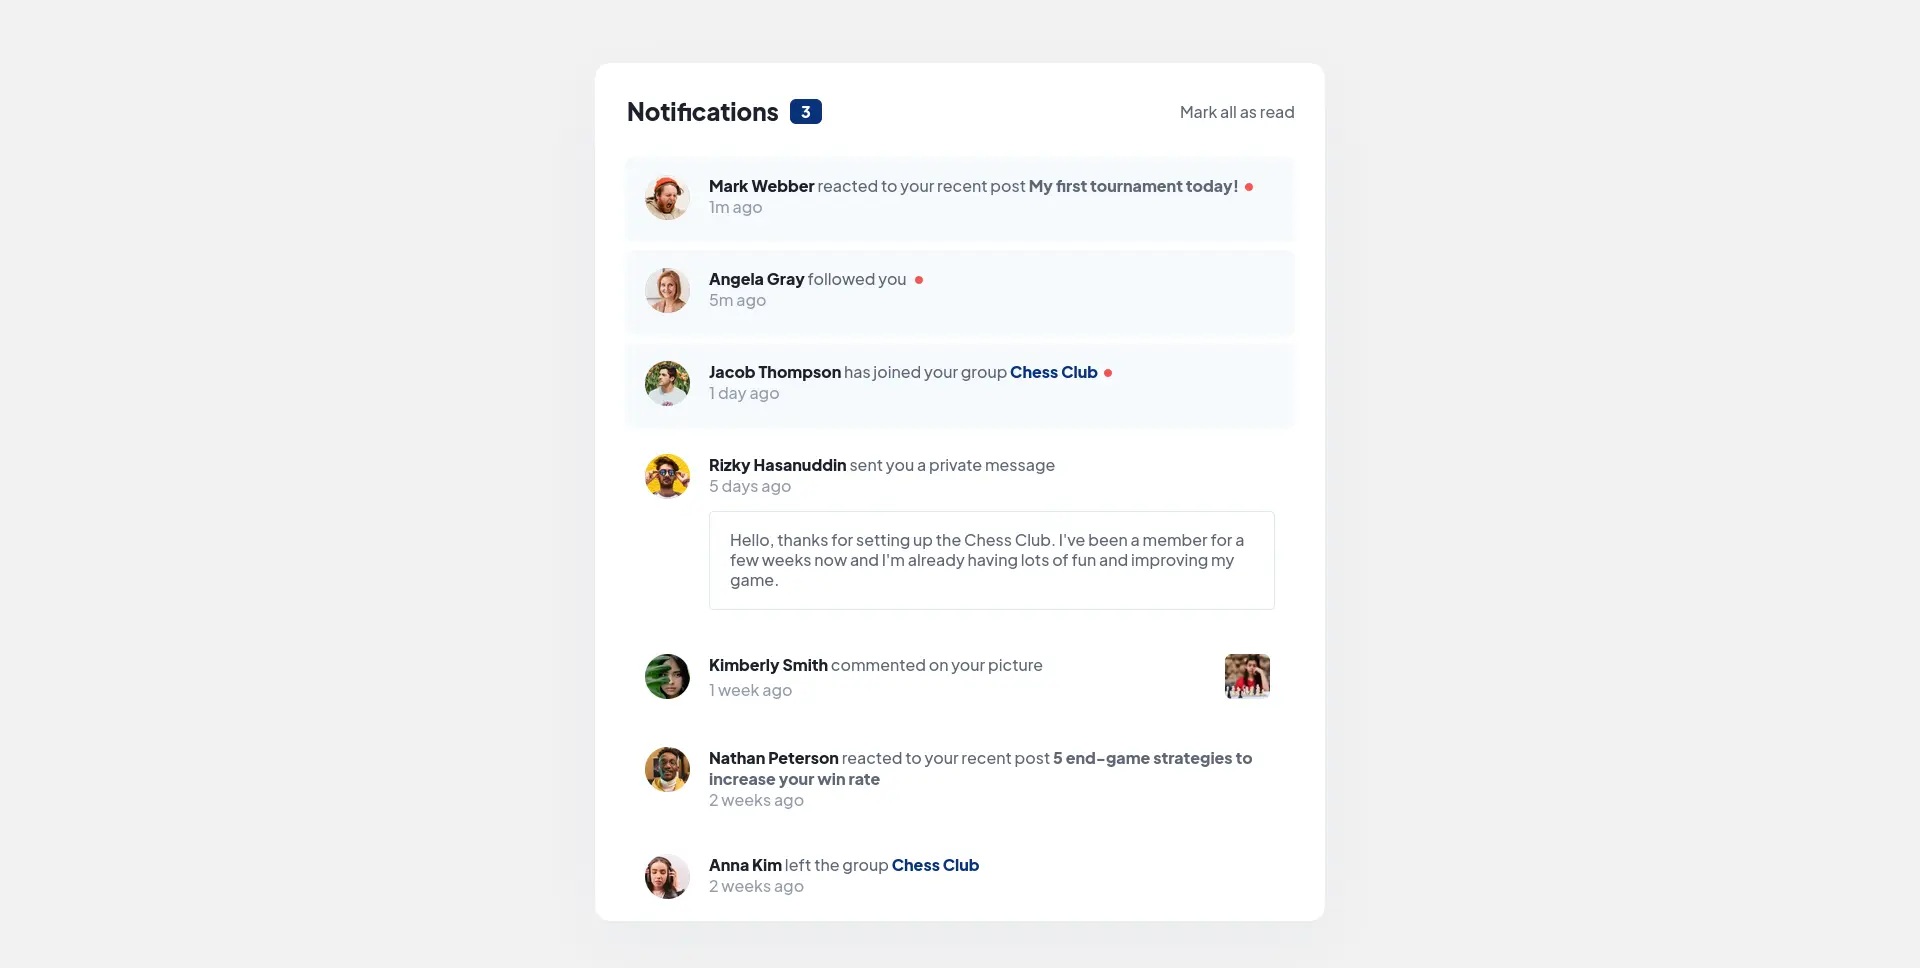 Notifications 3 Mark all as read
Mark Webber reacted to your recent post My first tournament today!
1m ago
Angela Gray followed you
5m ago
Jacob Thompson has joined your group Chess Club
1 day ago
Rizky Hasanuddin sent you a private message
5 days ago
Hello, thanks for setting up the Chess Club. I've been a member for a
few weeks now and I'm already having lots of fun and improving my
game.
Kimberly Smith commented on your picture
1 week ago
Nathan Peterson reacted to your recent post 5 end-game strategies to
increase your win rate
2 weeks ago
Anna Kim left the group Chess Club
2 weeks ago